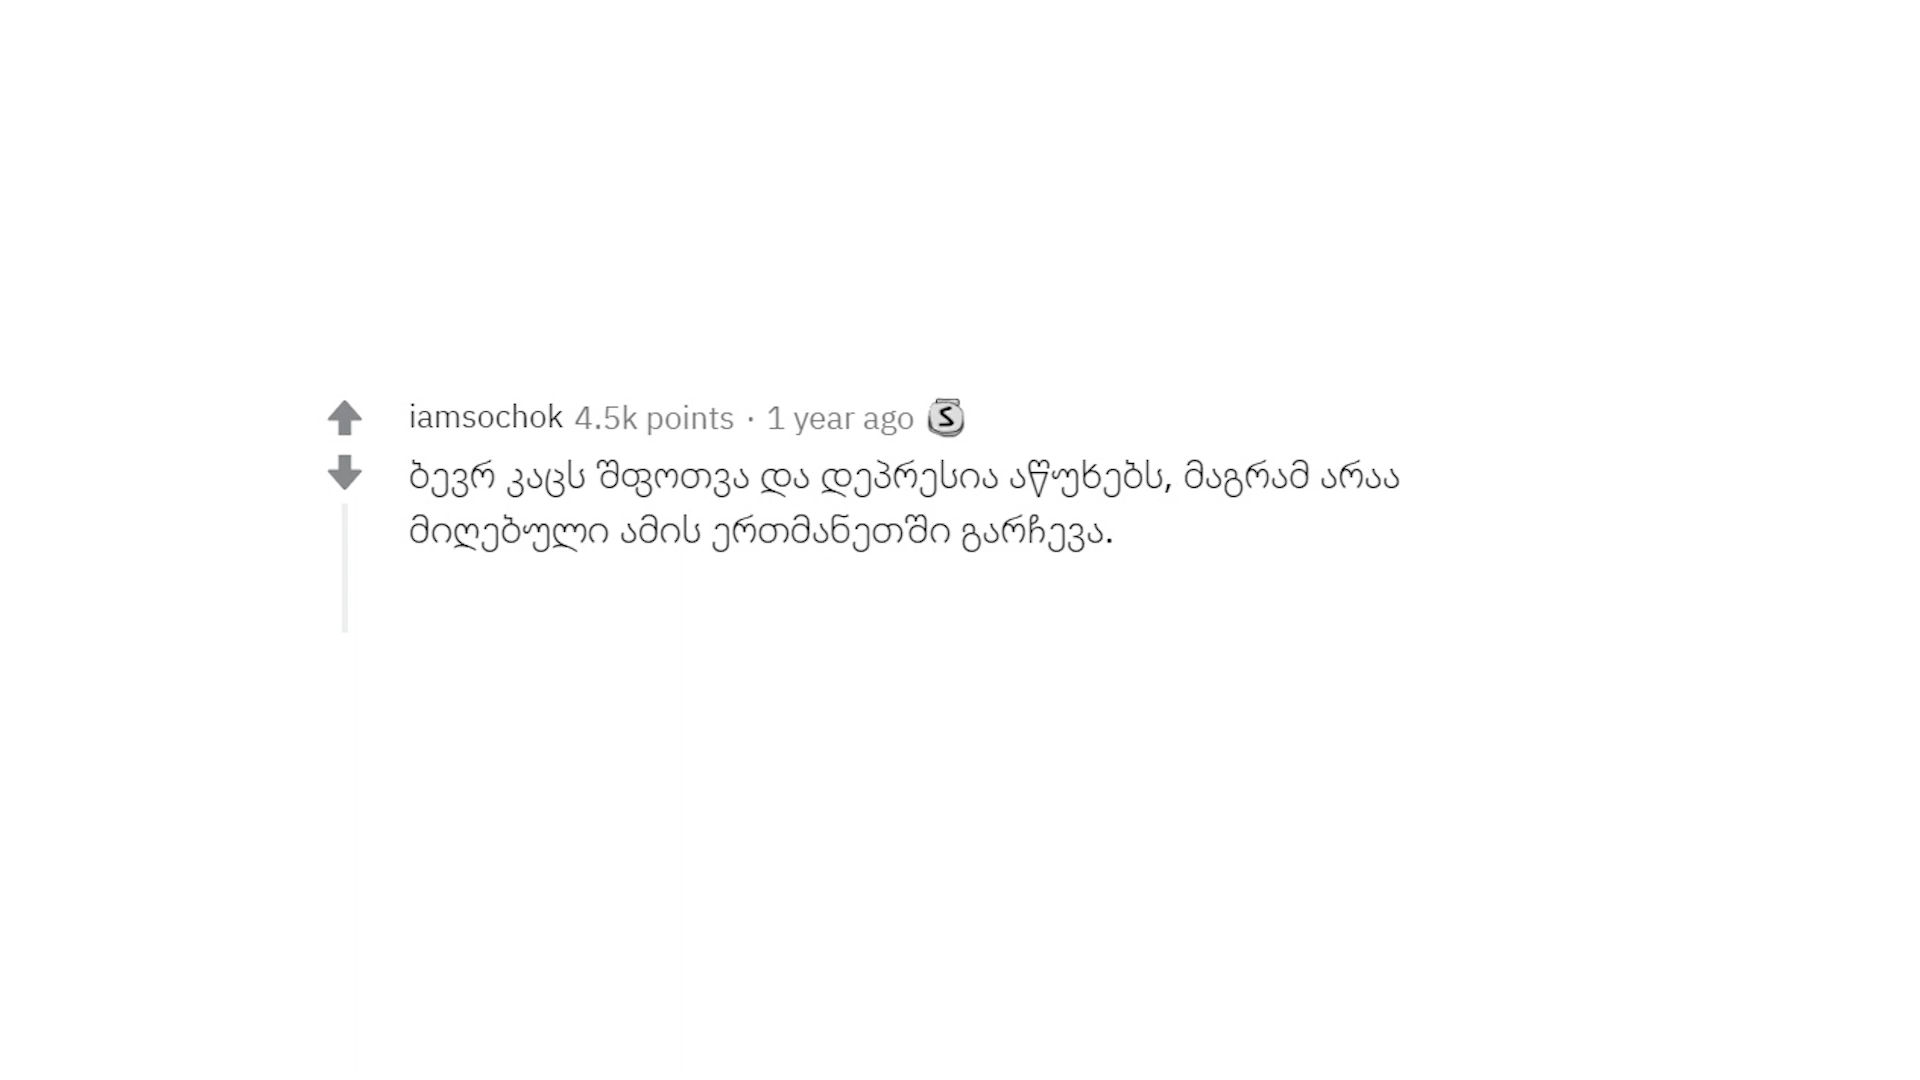 iamsochok 4.5k points · 1 year ago S
ბევრ კაცს შფოთვა და დეპრესია აწუხებს, მაგრამ არაა
მიღებული ამის ერთმანეთში გარჩევა.